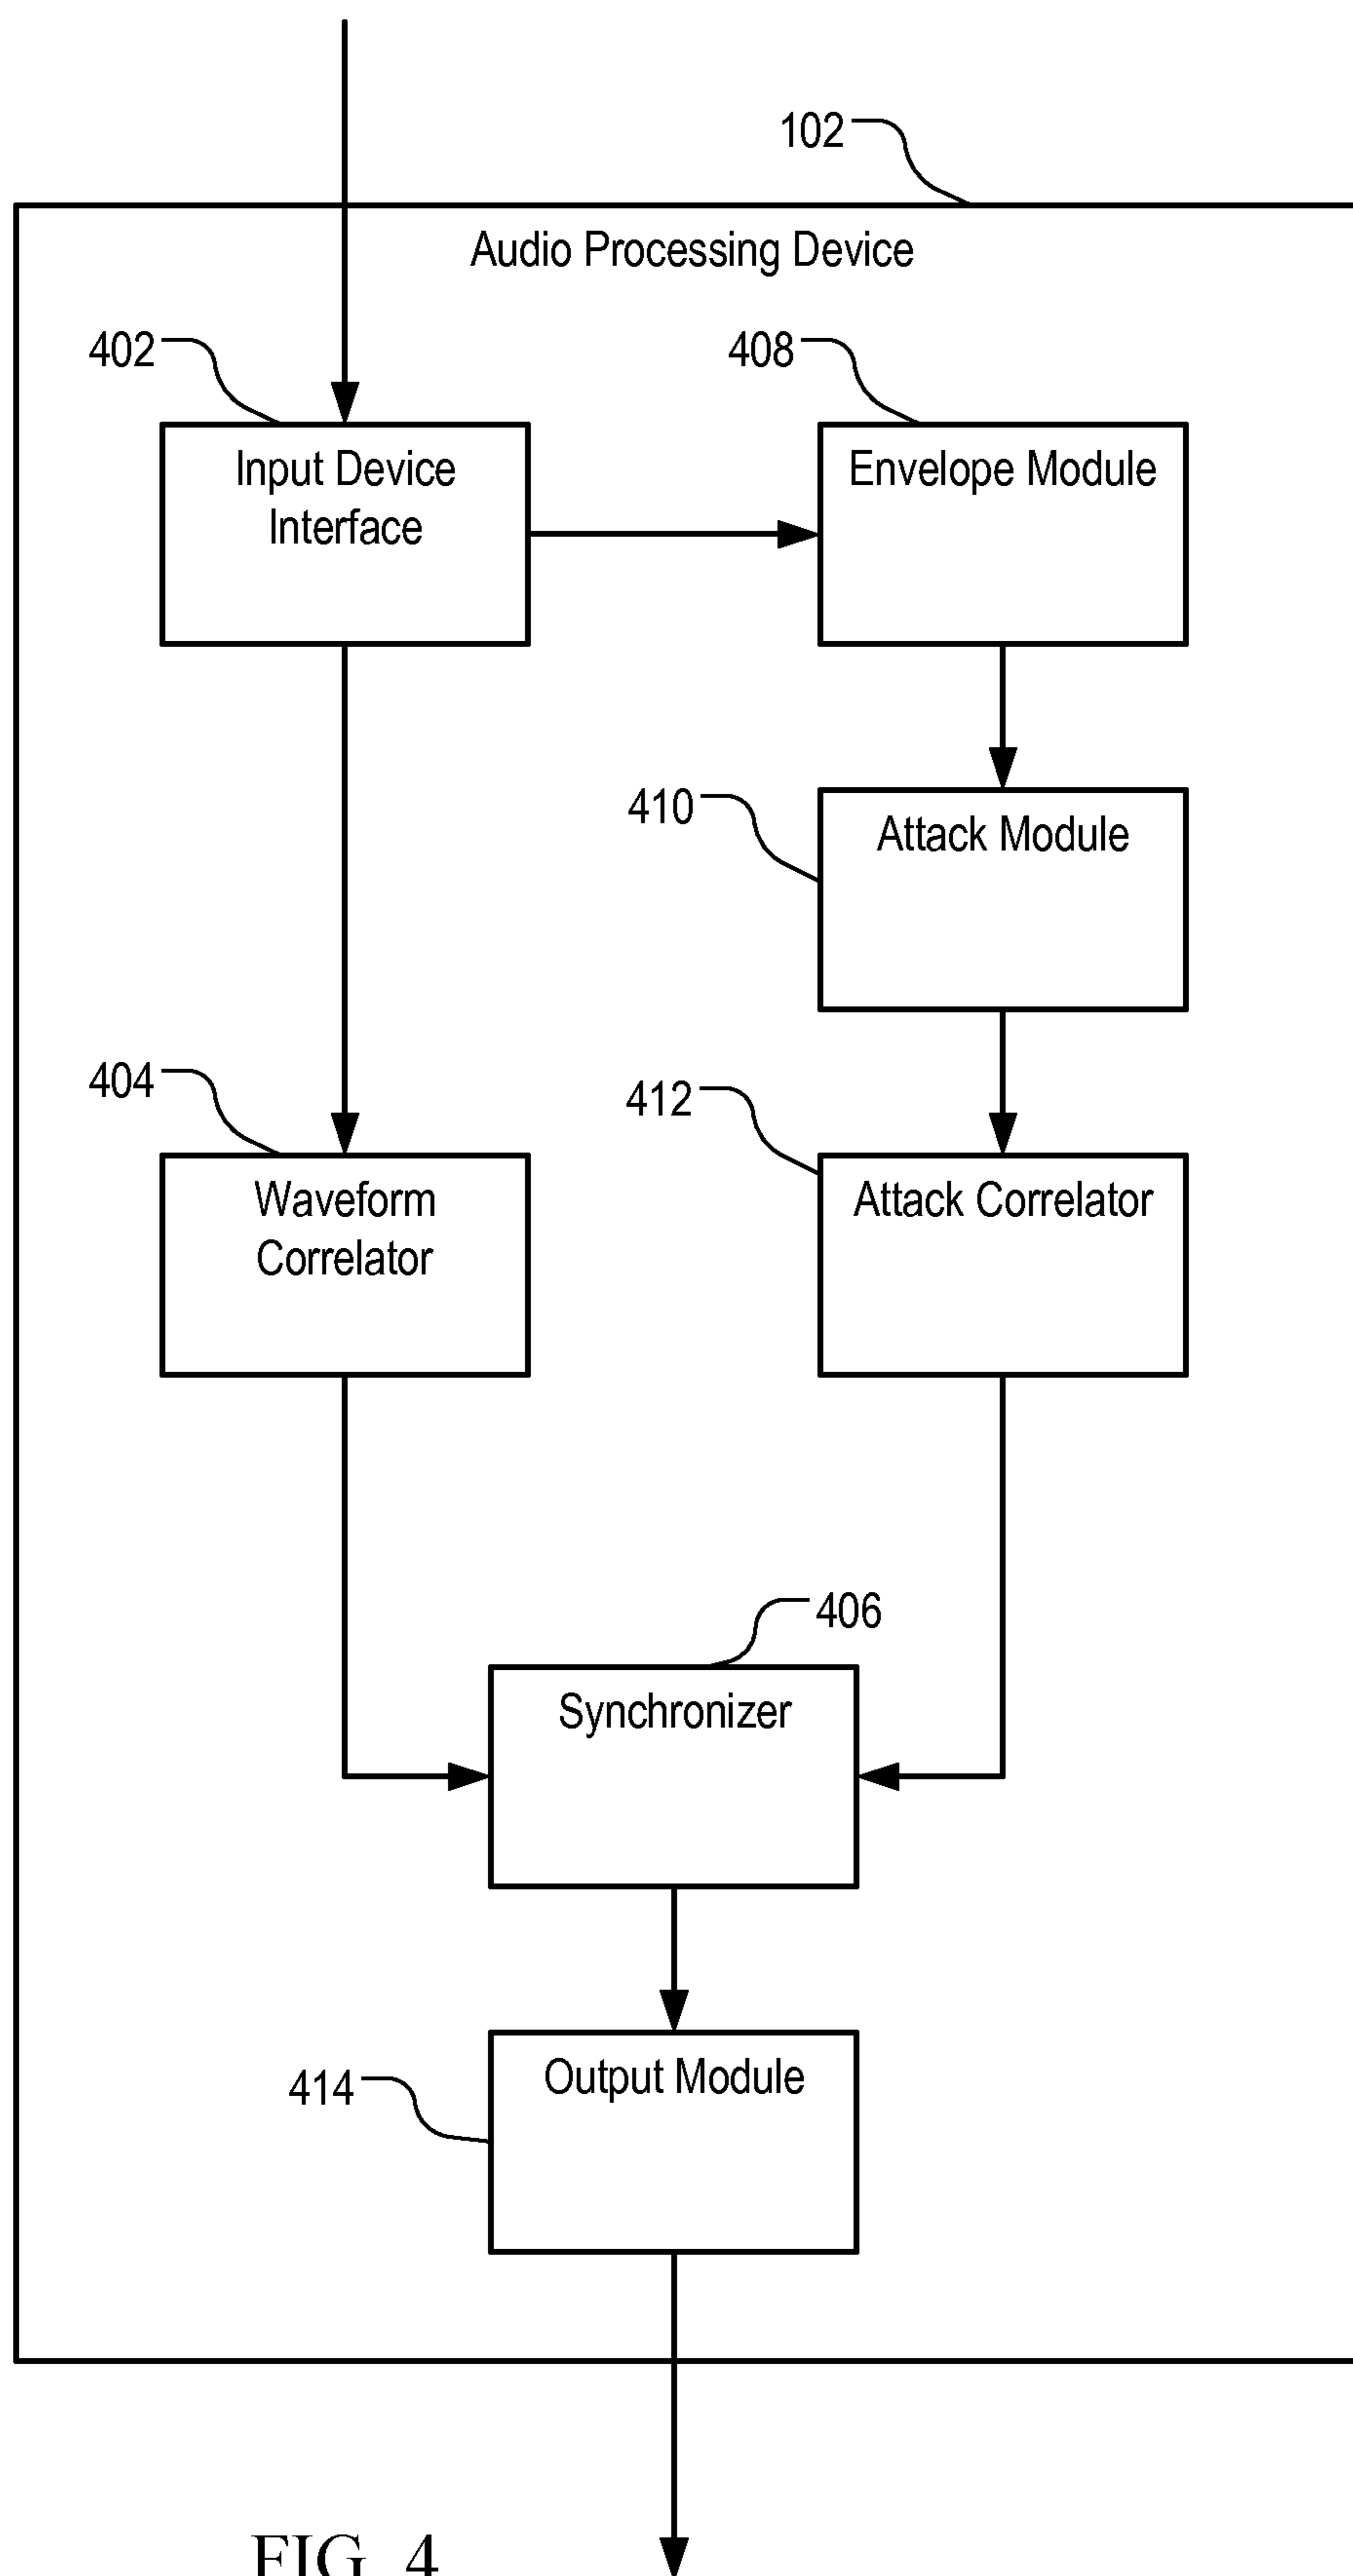 102
Audio Processing Device
402
408
Input Device
Interface
Envelope Module
410
Attack Module
404
412
Waveform
Correlator
Attack Correlator
406
Synchronizer
414
Output Module
FIG. 4